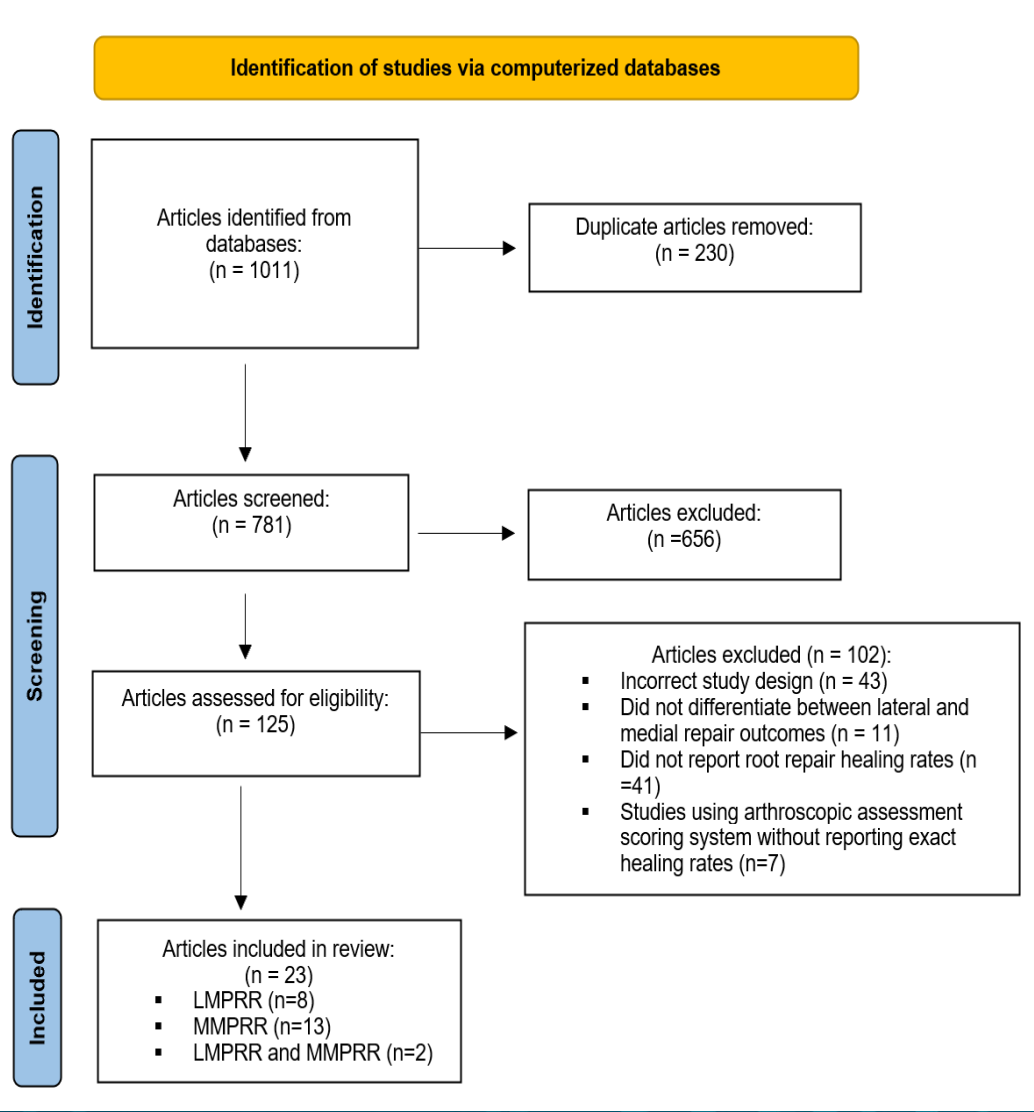 Identification of studies via computerized databases
Identification
Articles identified from
databases:
(n = 1011)
Duplicate articles removed:
(n = 230)
Screening
Articles screened:
(n = 781)
Articles excluded:
(n =656)
Articles assessed for eligibility:
(n = 125)
Articles excluded (n = 102):
▪ Incorrect study design (n = 43)
▪ Did not differentiate between lateral and
medial repair outcomes (n = 11)
▪ Did not report root repair healing rates (n
=41)
▪ Studies using arthroscopic assessment
scoring system without reporting exact
healing rates (n=7)
Included
Articles included in review:
(n = 23)
▪ LMPRR (n=8)
▪ MMPRR (n=13)
▪ LMPRR and MMPRR (n=2)